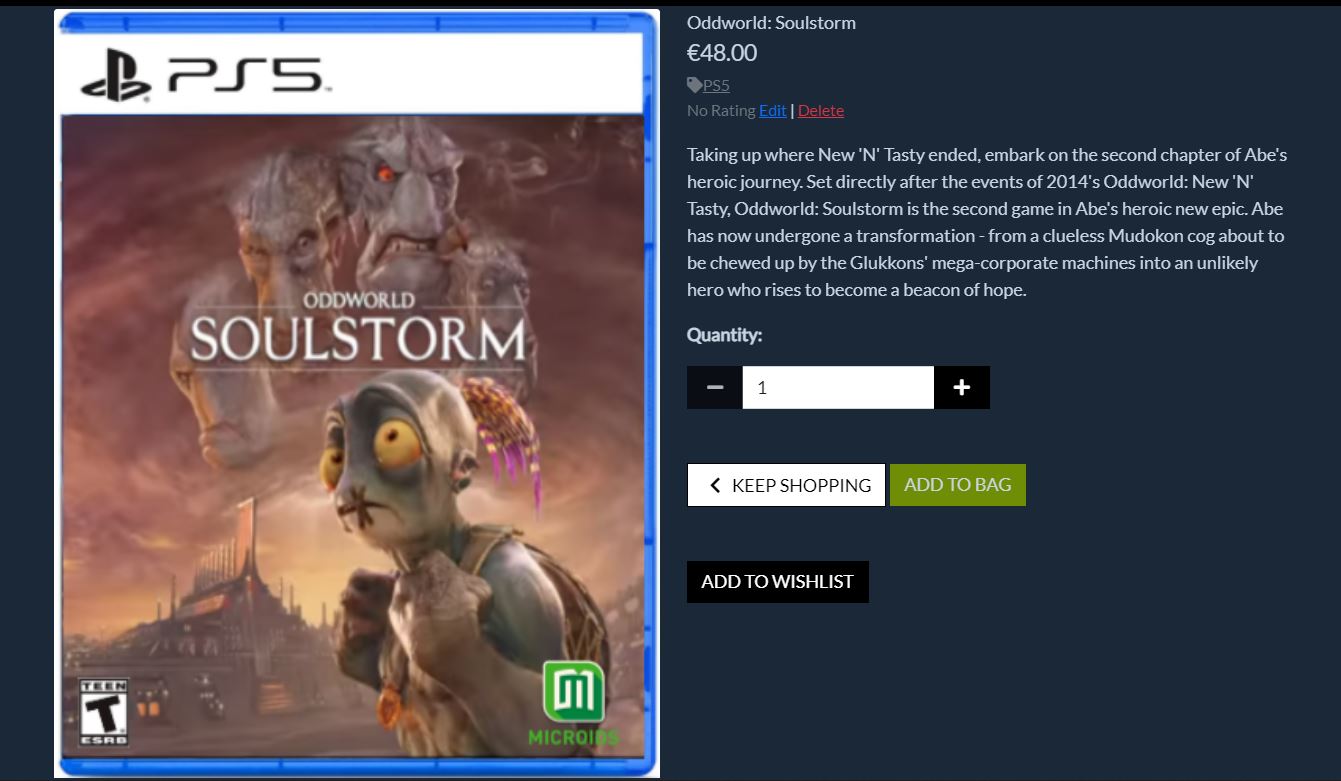 PS5
ODDWORLD
SOULSTORM
TEEN
T
ESRB
MICROIDS
Oddworld: Soulstorm
€48.00
PS5
No Rating Edit | Delete
Taking up where New 'N' Tasty ended, embark on the second chapter of Abe's
heroic journey. Set directly after the events of 2014's Oddworld: New 'N'
Tasty, Oddworld: Soulstorm is the second game in Abe's heroic new epic. Abe
has now undergone a transformation - from a clueless Mudokon cog about to
be chewed up by the Glukkons' mega-corporate machines into an unlikely
hero who rises to become a beacon of hope.
Quantity:
1
KEEP SHOPPING ADD TO BAG
ADD TO WISHLIST